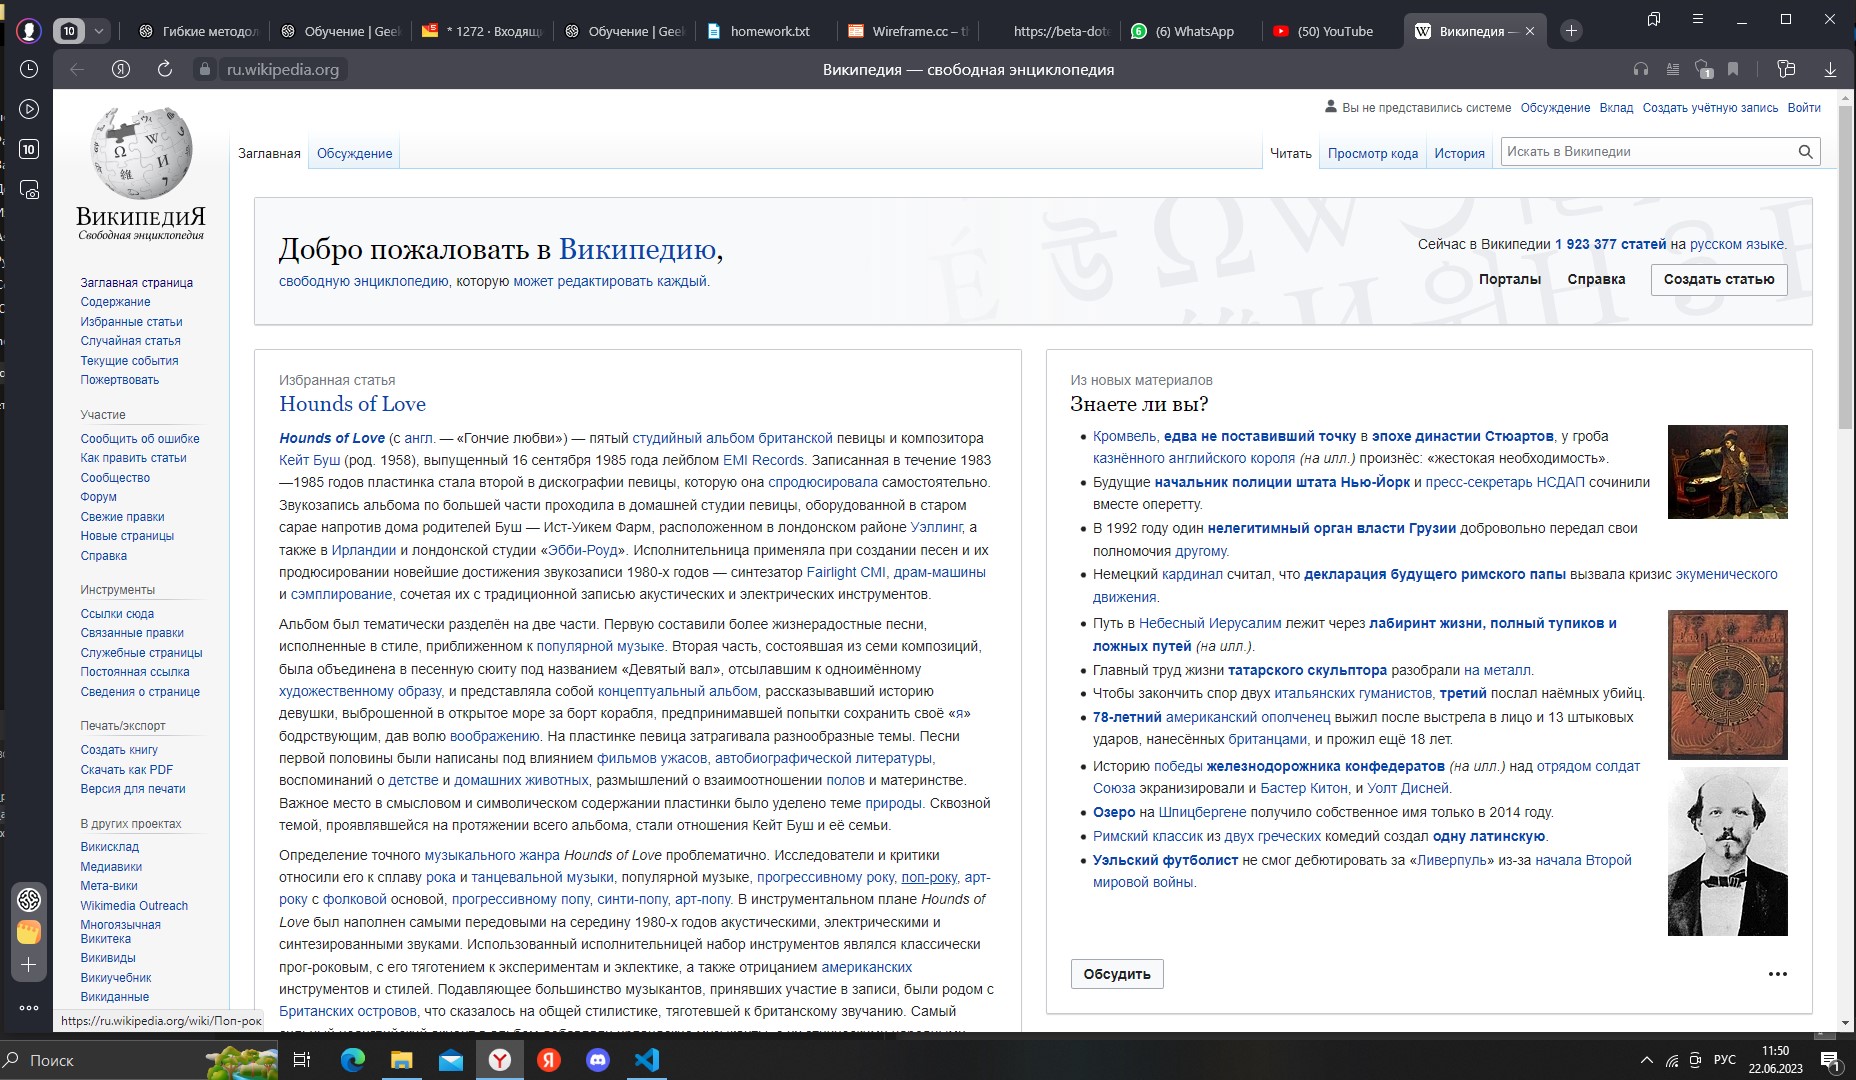 10
Гибкие методол
Обучение | Geek
* 1272 · Входящи
Обучение | Geek
homework.txt
Wireframe.cc – th
https://beta-dote
(6) WhatsApp
(50) YouTube
Википедия —
ru.wikipedia.org
Википедия — свободная энциклопедия
Вы не представились системе Обсуждение Вклад Создать учётную запись Войти
Заглавная Обсуждение
Читать Просмотр кода История
Искать в Википедии
ВикипедиЯ
Свободная энциклопедия
Заглавная страница
Содержание
Избранные статьи
Случайная статья
Текущие события
Пожертвовать
Участие
Сообщить об ошибке
Как править статьи
Сообщество
Форум
Свежие правки
Новые страницы
Справка
Инструменты
Ссылки сюда
Связанные правки
Служебные страницы
Постоянная ссылка
Сведения о странице
Печать/экспорт
Создать книгу
Скачать как PDF
Версия для печати
В других проектах
Викисклад
Медиавики
Мета-вики
Wikimedia Outreach
Многоязычная
Викитека
Викивиды
Викиучебник
Викиданные
Добро пожаловать в Википедию,
свободную энциклопедию, которую может редактировать каждый.
Сейчас в Википедии 1 923 377 статей на русском языке.
Порталы Справка Создать статью
Избранная статья
Hounds of Love
Hounds of Love (с англ. — «Гончие любви») — пятый студийный альбом британской певицы и композитора
Кейт Буш (род. 1958), выпущенный 16 сентября 1985 года лейблом EMI Records. Записанная в течение 1983
—1985 годов пластинка стала второй в дискографии певицы, которую она спродюсировала самостоятельно.
Звукозапись альбома по большей части проходила в домашней студии певицы, оборудованной в старом
сарае напротив дома родителей Буш — Ист-Уикем Фарм, расположенном в лондонском районе Уэллинг, а
также в Ирландии и лондонской студии «Эбби-Роуд». Исполнительница применяла при создании песен и их
продюсировании новейшие достижения звукозаписи 1980-х годов — синтезатор Fairlight CMI, драм-машины
и сэмплирование, сочетая их с традиционной записью акустических и электрических инструментов.
Альбом был тематически разделён на две части. Первую составили более жизнерадостные песни,
исполненные в стиле, приближенном к популярной музыке. Вторая часть, состоявшая из семи композиций,
была объединена в песенную сюиту под названием «Девятый вал», отсылавшим к одноимённому
художественному образу, и представляла собой концептуальный альбом, рассказывавший историю
девушки, выброшенной в открытое море за борт корабля, предпринимавшей попытки сохранить своё «я»
бодрствующим, дав волю воображению. На пластинке певица затрагивала разнообразные темы. Песни
первой половины были написаны под влиянием фильмов ужасов, автобиографической литературы,
воспоминаний о детстве и домашних животных, размышлений о взаимоотношении полов и материнстве.
Важное место в смысловом и символическом содержании пластинки было уделено теме природы. Сквозной
темой, проявлявшейся на протяжении всего альбома, стали отношения Кейт Буш и её семьи.
Определение точного музыкального жанра Hounds of Love проблематично. Исследователи и критики
относили его к сплаву рока и танцевальной музыки, популярной музыке, прогрессивному року, поп-року, арт-
року с фолковой основой, прогрессивному попу, синти-попу, арт-попу. В инструментальном плане Hounds of
Love был наполнен самыми передовыми на середину 1980-х годов акустическими, электрическими и
синтезированными звуками. Использованный исполнительницей набор инструментов являлся классически
прог-роковым, с его тяготением к экспериментам и эклектике, а также отрицанием американских
инструментов и стилей. Подавляющее большинство музыкантов, принявших участие в записи, были родом с
Британских островов, что сказалось на общей стилистике, тяготевшей к британскому звучанию. Самый
Из новых материалов
Знаете ли вы?
Кромвель, едва не поставивший точку в эпохе династии Стюартов, у гроба
казнённого английского короля (на илл.) произнёс: «жестокая необходимость».
Будущие начальник полиции штата Нью-Йорк и пресс-секретарь НСДАП сочинили
вместе оперетту.
В 1992 году один нелегитимный орган власти Грузии добровольно передал свои
полномочия другому.
Немецкий кардинал считал, что декларация будущего римского папы вызвала кризис экуменического
движения.
Путь в Небесный Иерусалим лежит через лабиринт жизни, полный тупиков и
ложных путей (на илл.).
Главный труд жизни татарского скульптора разобрали на металл.
Чтобы закончить спор двух итальянских гуманистов, третий послал наёмных убийц.
78-летний американский ополченец выжил после выстрела в лицо и 13 штыковых
ударов, нанесённых британцами, и прожил ещё 18 лет.
Историю победы железнодорожника конфедератов (на илл.) над отрядом солдат
Союза экранизировали и Бастер Китон, и Уолт Дисней.
Озеро на Шпицбергене получило собственное имя только в 2014 году.
Римский классик из двух греческих комедий создал одну латинскую.
Уэльский футболист не смог дебютировать за «Ливерпуль» из-за начала Второй
мировой войны.
Обсудить
https://ru.wikipedia.org/wiki/Поп-рок
Поиск
РУС
11:50
22.06.2023